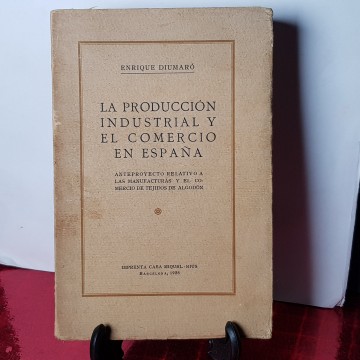 ENRIQUE DIUMARÓ
LA PRODUCCIÓN
INDUSTRIAL Y
EL COMERCIO
EN ESPAÑA
ANTEPROYECTO RELATIVO A
LAS MANUFACTURAS Y EL CO-
MERCIO DE TEJIDOS DE ALGODÓN
IMPRENTA CASA MIQUEL-RIUS
BARCELONA,